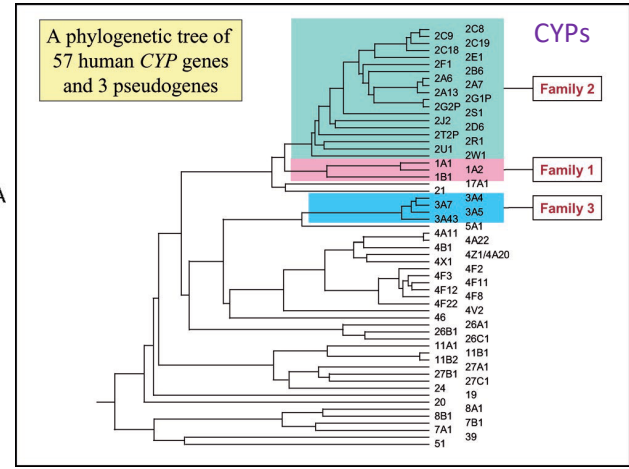 A phylogenetic tree of
57 human CYP genes
and 3 pseudogenes
CYPs
A
2C8
2C9
2C19
2C18
2E1
2F1
2B6
2A6
2A7
2A13
2G1P
2G2P
2S1
2J2
2D6
2T2P
2R1
2U1
2W1
Family 2
1A1
1A2
1B1
Family 1
17A1
21
3A4
3A7
3A5
3A43
Family 3
5A1
4A11
4A22
4B1
4Z1/4A20
4X1
4F2
4F3
4F11
4F12
4F8
4F22
4V2
46
26A1
26B1
26C1
11A1
11B1
11B2
27A1
27B1
27C1
24
19
20
8A1
8B1
7B1
7A1
39
51